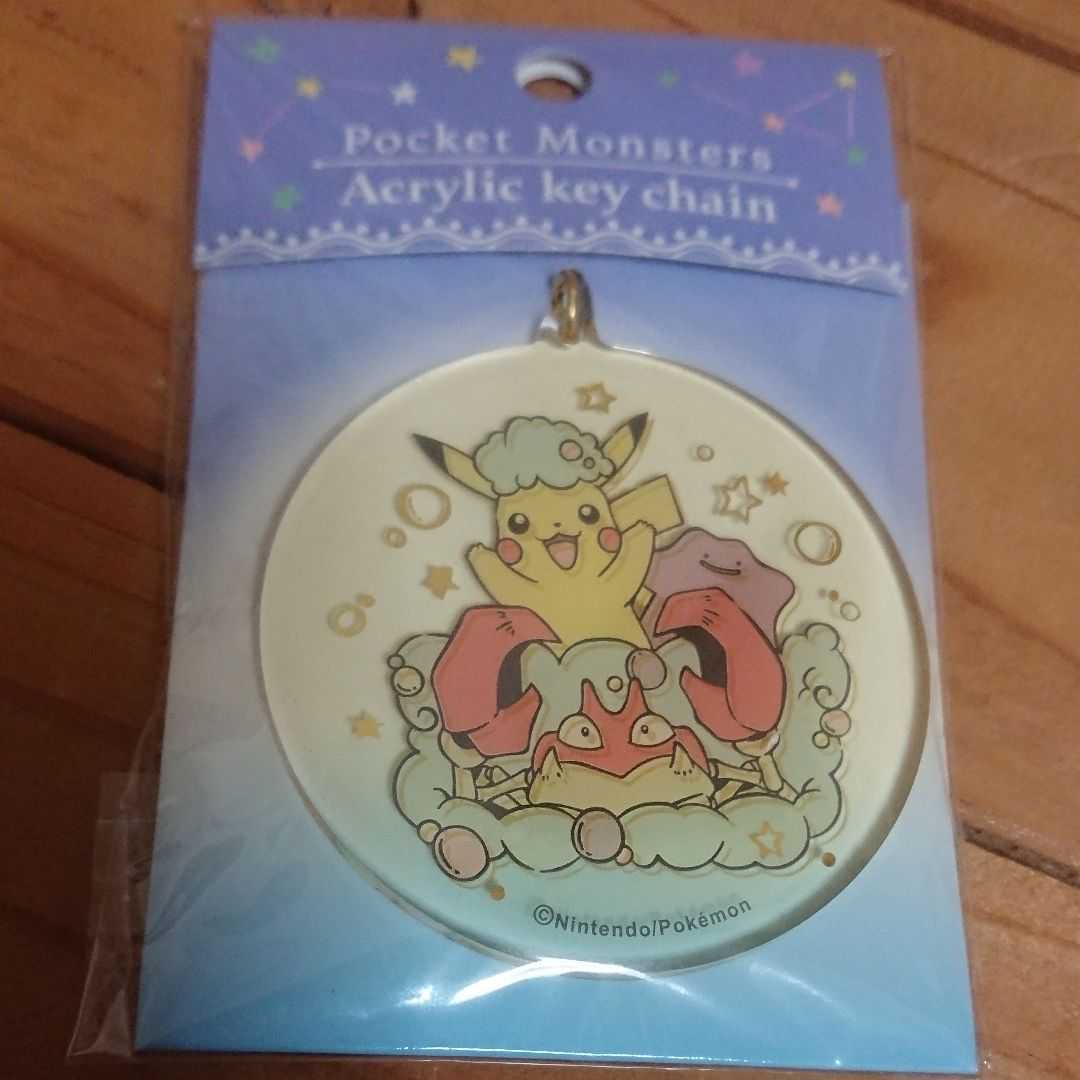 Pocket Monsters
Acrylic key chain
©Nintendo/Pokémon